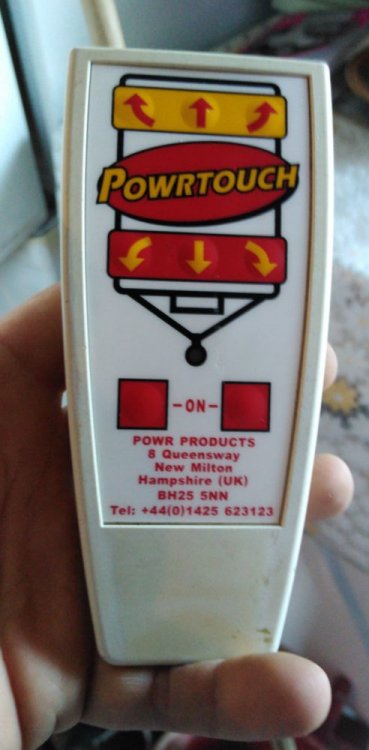 POWRTOUCH
-ON-
POWR PRODUCTS
8 Queensway
New Milton
Hampshire (UK)
BH25 5NN
Tel: +44(0)1425 623123